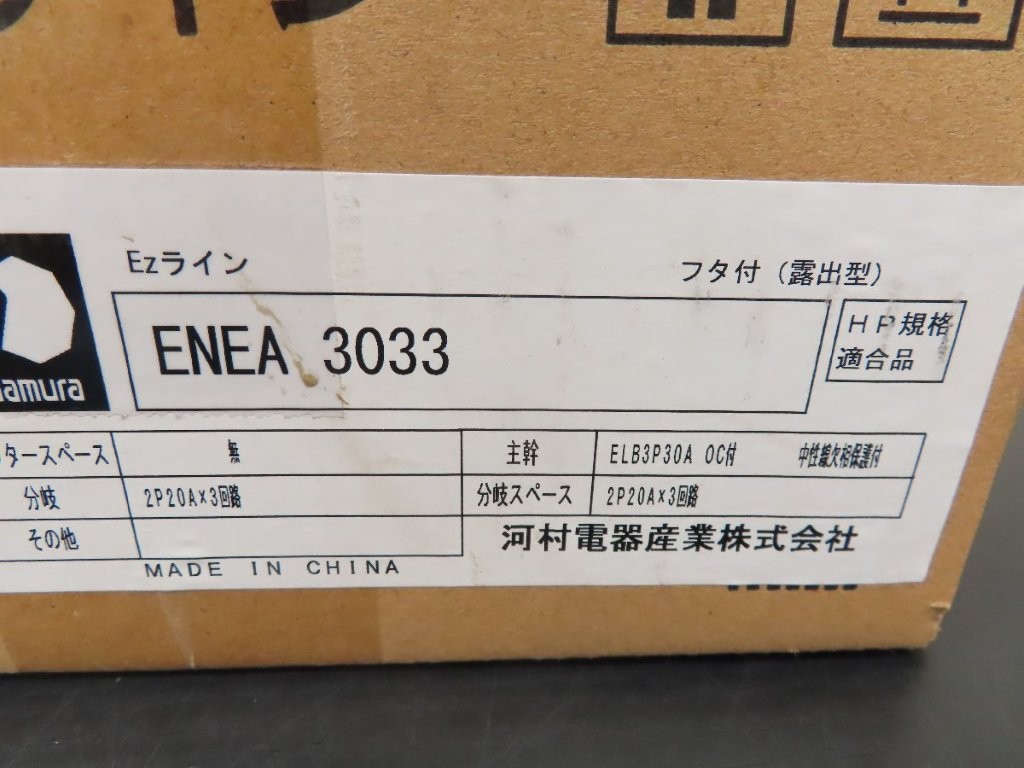 Ezライン
フタ付（露出型）
ENEA 3033
HP規格
適合品
amura
タースペース 無 主幹 ELB3P30A OC付 中性線欠相保護付
分岐 2P20A×3回路 分岐スペース 2P20A×3回路
その他
河村電器産業株式会社
MADE IN CHINA